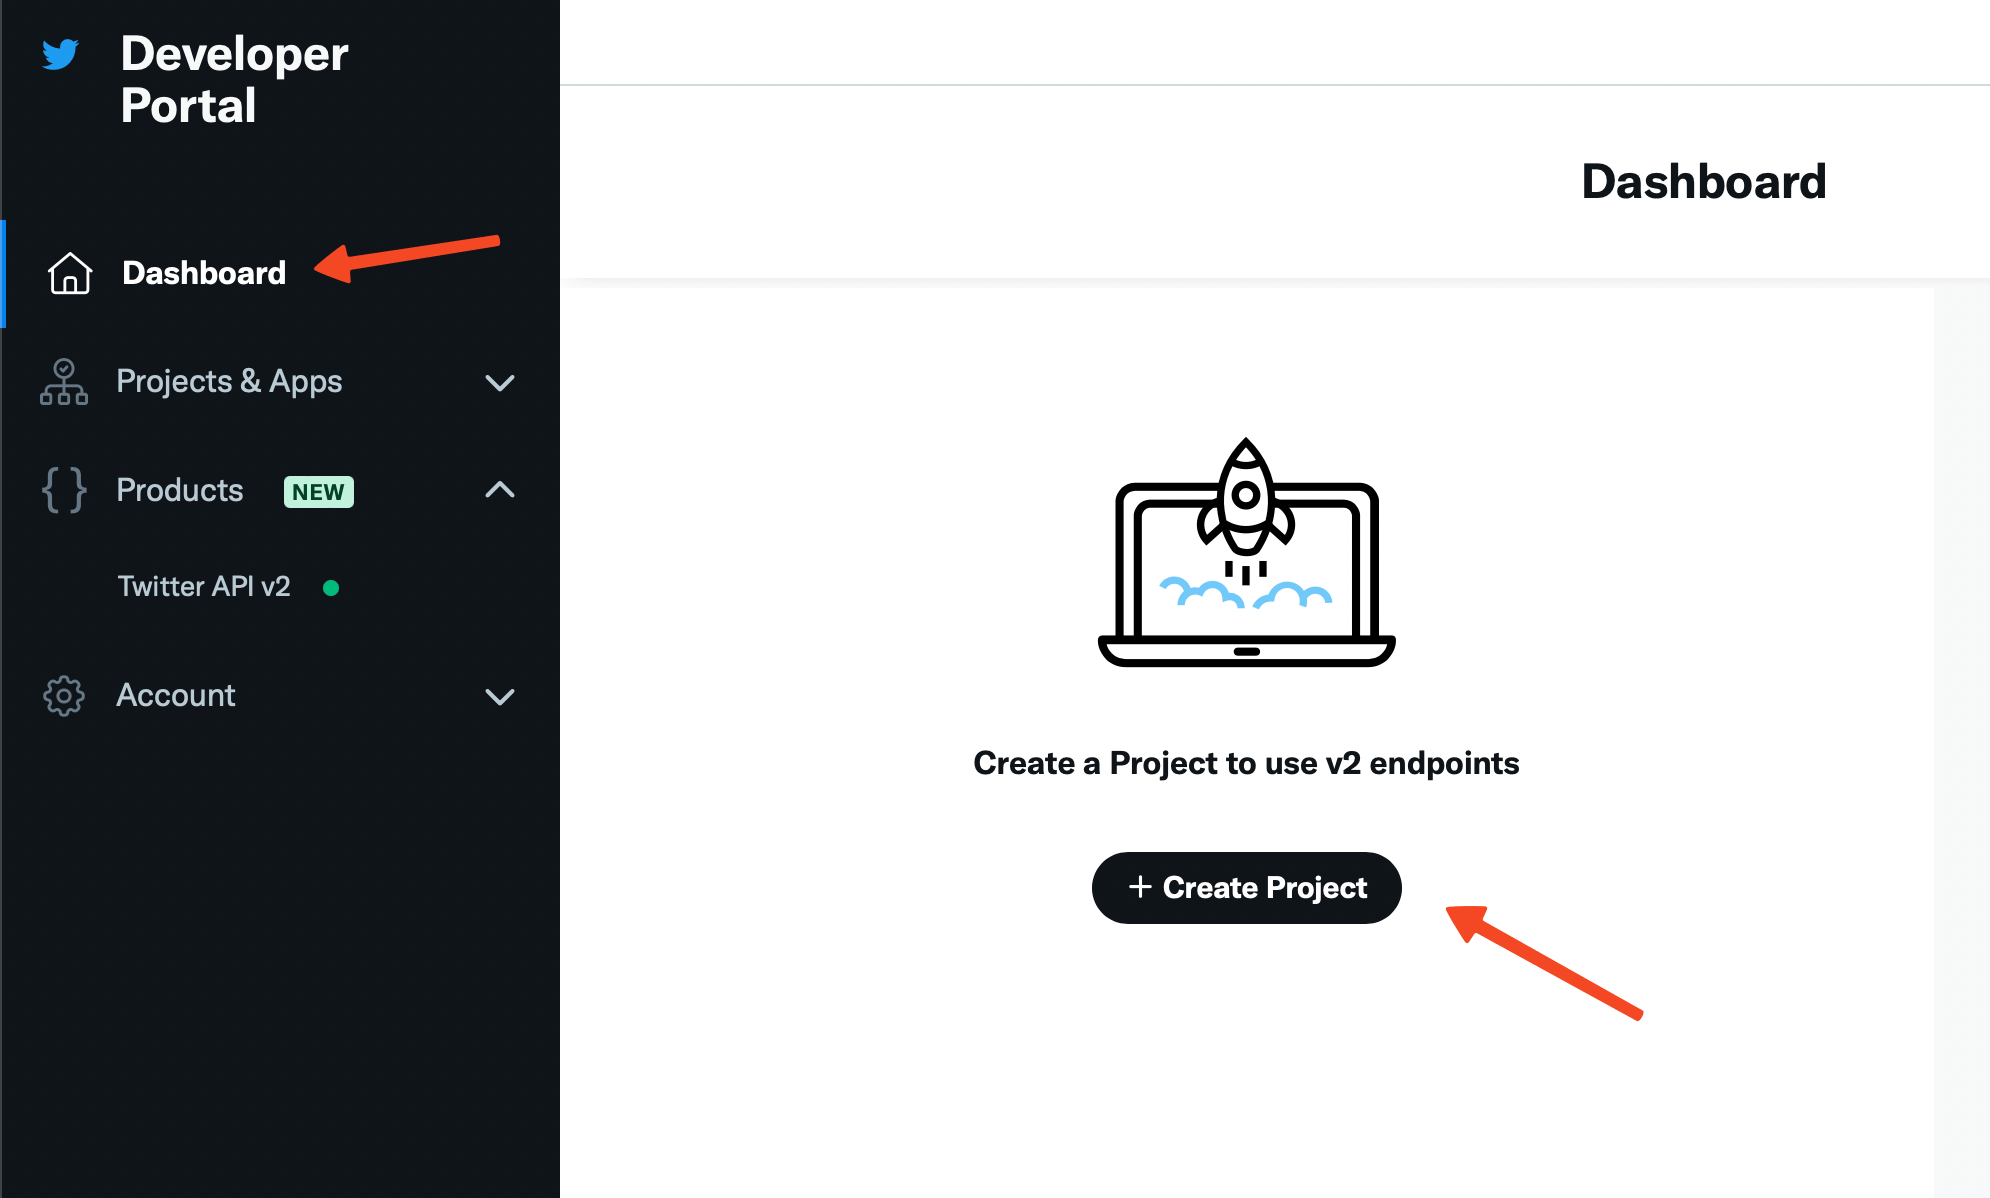 Developer
Portal
Dashboard
Projects & Apps
Products NEW
Twitter API v2
Account
Dashboard
Create a Project to use v2 endpoints
+ Create Project